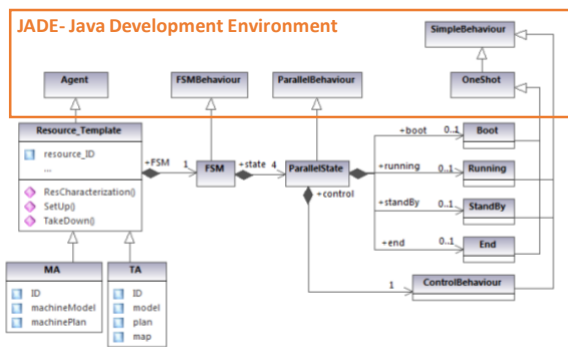 JADE- Java Development Environment
SimpleBehaviour
Agent
FSMBehaviour
ParallelBehaviour
OneShot
Resource_Template
resource_ID
...
ResCharacterization()
SetUp()
TakeDown()
+FSM 1
FSM
+state 4
ParallelState
+control
+boot 0..1
Boot
+running 0..1
Running
+standBy 0..1
StandBy
+end 0..1
End
1
ControlBehaviour
MA
ID
machineModel
machinePlan
TA
ID
model
plan
map